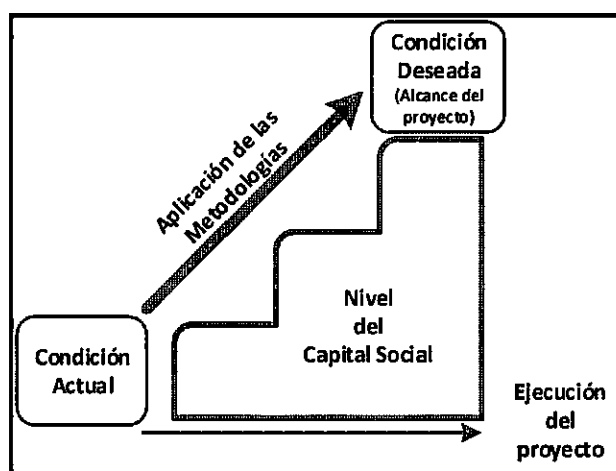 Condición
Deseada
(Alcance del
proyecto)
Aplicación de las
Metodologías
Nivel
del
Capital Social
Condición
Actual
Ejecución
del
proyecto